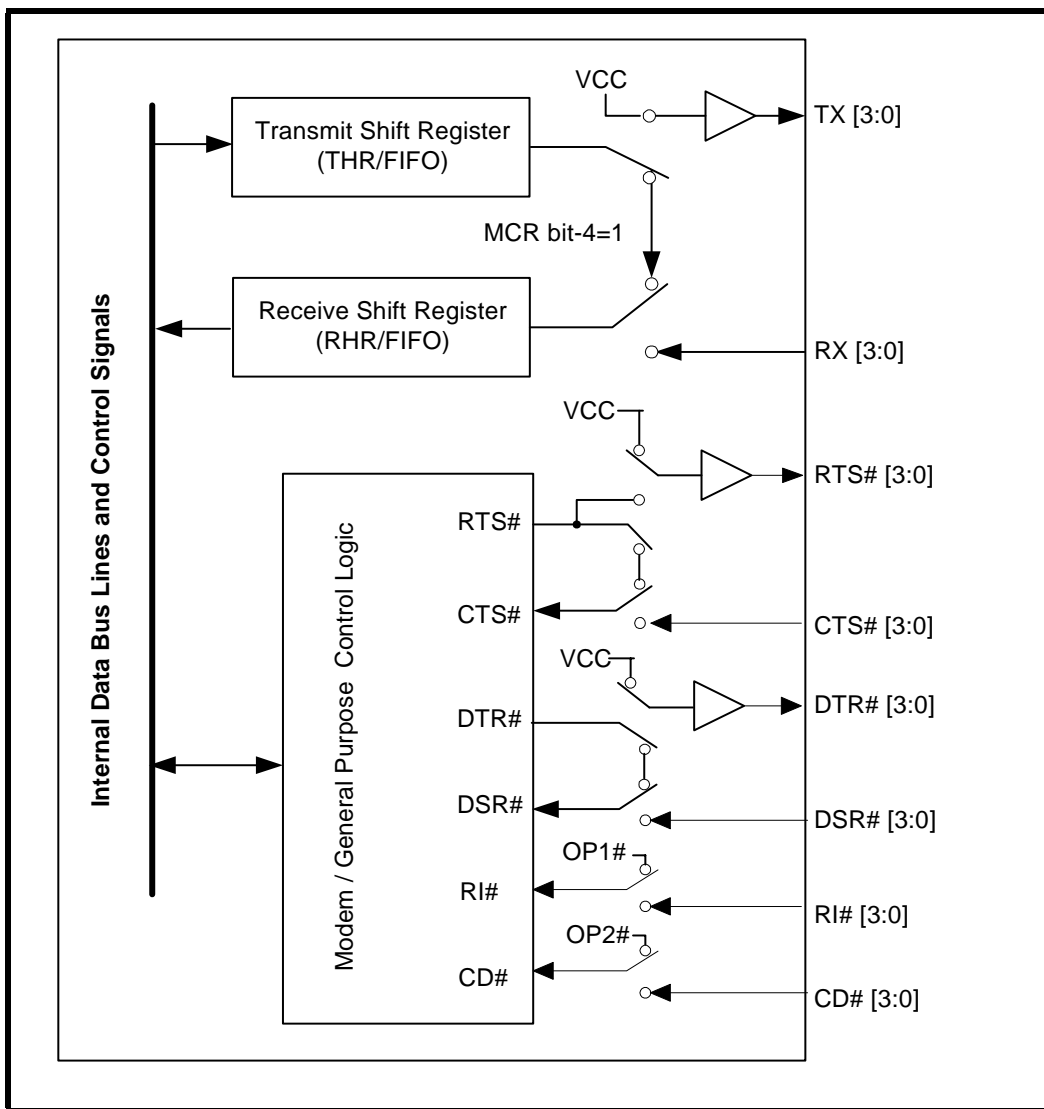 VCC
TX [3:0]
Transmit Shift Register
(THR/FIFO)
MCR bit-4=1
Receive Shift Register
(RHR/FIFO)
RX [3:0]
Internal Data Bus Lines and Control Signals
VCC
RTS# [3:0]
RTS#
CTS#
CTS# [3:0]
Modem / General Purpose Control Logic
VCC
DTR# [3:0]
DTR#
DSR#
DSR# [3:0]
OP1#
RI#
RI# [3:0]
OP2#
CD#
CD# [3:0]